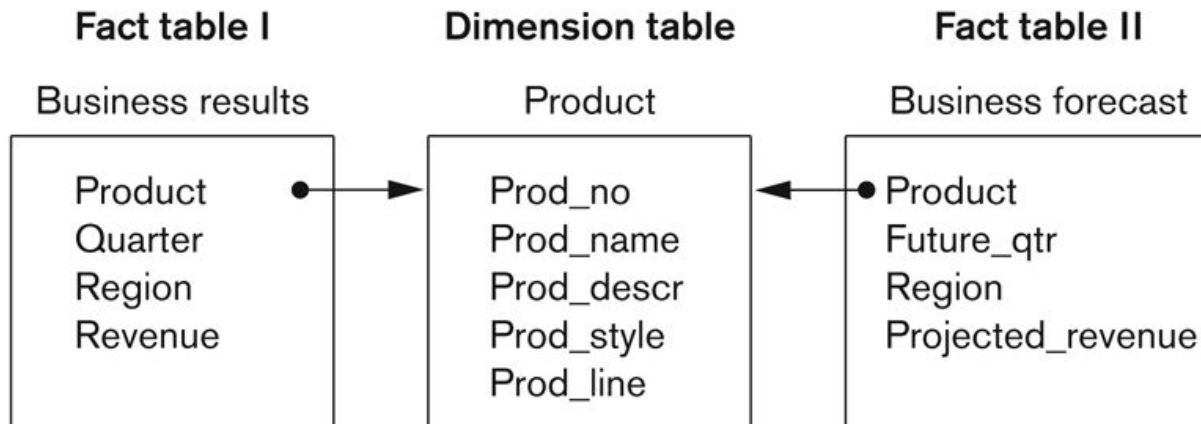 Fact table I
Business results
Product
Quarter
Region
Revenue
Dimension table
Product
Prod_no
Prod_name
Prod_descr
Prod_style
Prod_line
Fact table II
Business forecast
Product
Future_qtr
Region
Projected_revenue